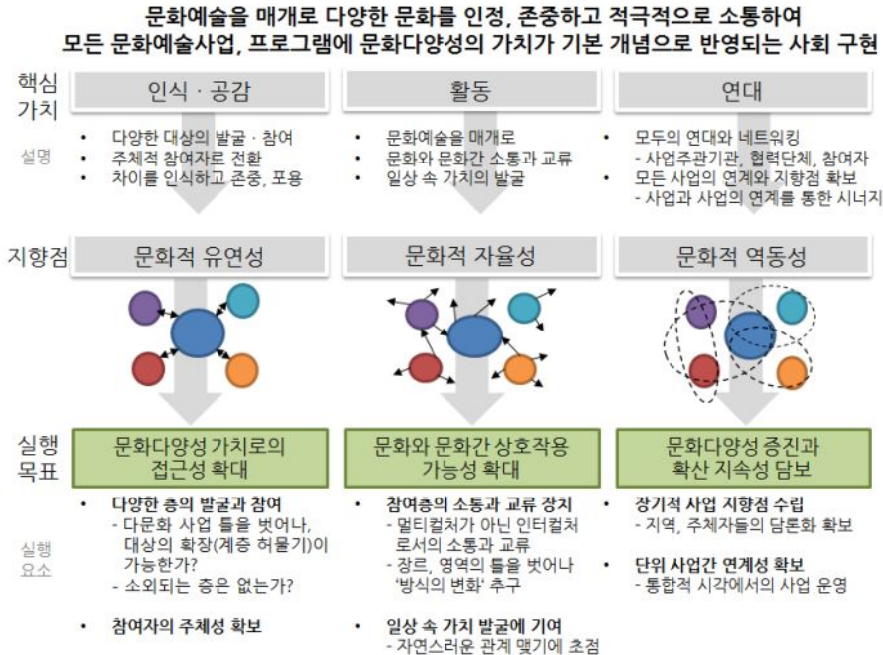 문화예술을 매개로 다양한 문화를 인정, 존중하고 적극적으로 소통하여
모든 문화예술사업, 프로그램에 문화다양성의 가치가 기본 개념으로 반영되는 사회 구현
핵심
가치
인식 · 공감
활동
연대
설명
• 다양한 대상의 발굴 · 참여
• 주체적 참여자로 전환
• 차이를 인식하고 존중, 포용
• 문화예술을 매개로
• 문화와 문화간 소통과 교류
• 일상 속 가치의 발굴
• 모두의 연대와 네트워킹
- 사업주관기관, 협력단체, 참여자
• 모든 사업의 연계와 지향점 확보
- 사업과 사업의 연계를 통한 시너지
지향점
문화적 유연성
문화적 자율성
문화적 역동성
실행
목표
문화다양성 가치로의
접근성 확대
문화와 문화간 상호작용
가능성 확대
문화다양성 증진과
확산 지속성 담보
실행
요소
• 다양한 층의 발굴과 참여
- 다문화 사업 틀을 벗어나,
대상의 확장(계층 허물기)이
가능한가?
- 소외되는 층은 없는가?
• 참여자의 주체성 확보
• 참여층의 소통과 교류 장치
- 멀티컬처가 아닌 인터컬처
로서의 소통과 교류
- 장르, 영역의 틀을 벗어나
‘방식의 변화‘ 추구
• 일상 속 가치 발굴에 기여
- 자연스러운 관계 맺기에 초점
• 장기적 사업 지향점 수립
- 지역, 주체자들의 담론화 확보
• 단위 사업간 연계성 확보
- 통합적 시각에서의 사업 운영